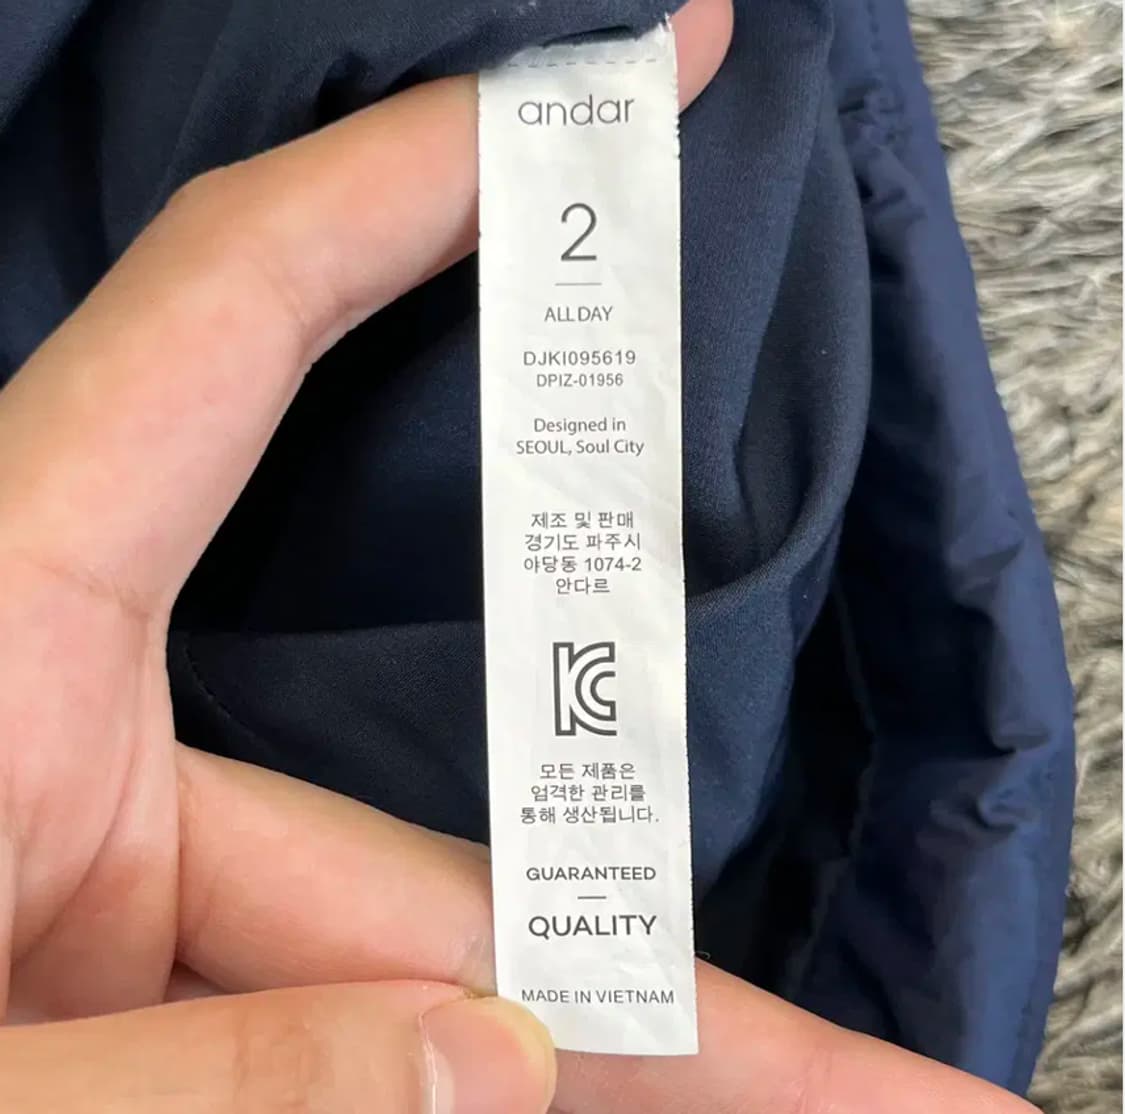 andar
2
ALL DAY
DJKI095619
DPIZ-01956
Designed in
SEOUL, Soul City
제조 및 판매
경기도 파주시
야당동 1074-2
안다르
KC
모든 제품은
엄격한 관리를
통해 생산됩니다.
GUARANTEED
QUALITY
MADE IN VIETNAM